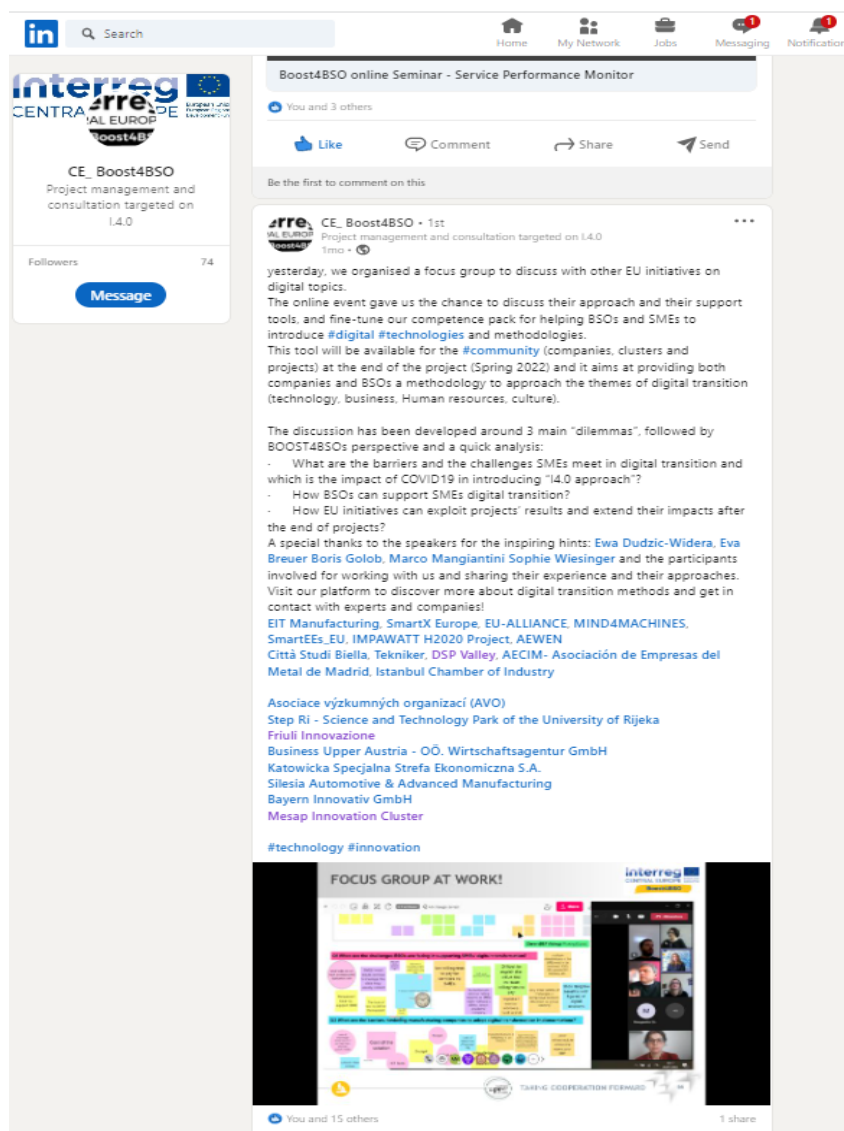 in
Search
Home
My Network
Jobs
1
Messaging
1
Notification
Interreg
CENTRA
PE
AL EUROP
oost4B
CE_ Boost4BSO
Project management and
consultation targeted on
I.4.0
Followers 74
Message
Boost4BSO online Seminar - Service Performance Monitor
You and 3 others
Like
Comment
Share
Send
Be the first to comment on this
CE_ Boost4BSO • 1st
Project management and consultation targeted on I.4.0
1mo •
yesterday, we organised a focus group to discuss with other EU initiatives on
digital topics.
The online event gave us the chance to discuss their approach and their support
tools, and fine-tune our competence pack for helping BSOs and SMEs to
introduce #digital #technologies and methodologies.
This tool will be available for the #community (companies, clusters and
projects) at the end of the project (Spring 2022) and it aims at providing both
companies and BSOs a methodology to approach the themes of digital transition
(technology, business, Human resources, culture).
The discussion has been developed around 3 main "dilemmas", followed by
BOOST4BSOs perspective and a quick analysis:
- What are the barriers and the challenges SMEs meet in digital transition and
which is the impact of COVID19 in introducing "I4.0 approach"?
- How BSOs can support SMEs digital transition?
- How EU initiatives can exploit projects' results and extend their impacts after
the end of projects?
A special thanks to the speakers for the inspiring hints: Ewa Dudzic-Widera, Eva
Breuer Boris Golob, Marco Mangiantini Sophie Wiesinger and the participants
involved for working with us and sharing their experience and their approaches.
Visit our platform to discover more about digital transition methods and get in
contact with experts and companies!
EIT Manufacturing, SmartX Europe, EU-ALLIANCE, MIND4MACHINES,
SmartEEs_EU, IMPAWATT H2020 Project, AEWEN
Città Studi Biella, Tekniker, DSP Valley, AECIM- Asociación de Empresas del
Metal de Madrid, Istanbul Chamber of Industry
Asociace výzkumných organizací (AVO)
Step Ri - Science and Technology Park of the University of Rijeka
Friuli Innovazione
Business Upper Austria - OÖ. Wirtschaftsagentur GmbH
Katowicka Specjalna Strefa Ekonomiczna S.A.
Silesia Automotive & Advanced Manufacturing
Bayern Innovativ GmbH
Mesap Innovation Cluster
#technology #innovation
FOCUS GROUP AT WORK!
interreg
CENTRAL EUROPE
Boost4BSO
TAKING COOPERATION FORWARD
You and 15 others
1 share